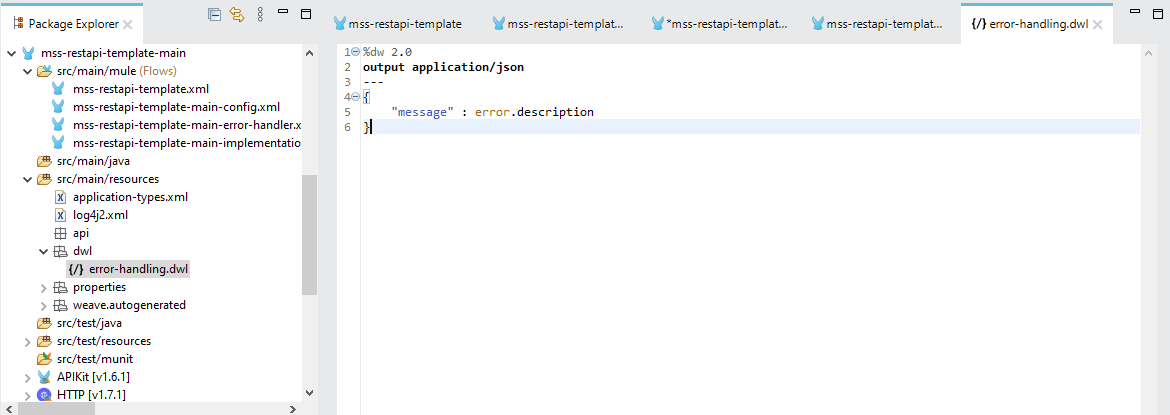 Package Explorer
mss-restapi-template-main
src/main/mule (Flows)
mss-restapi-template.xml
mss-restapi-template-main-config.xml
mss-restapi-template-main-error-handler.x
mss-restapi-template-main-implementatio
src/main/java
src/main/resources
application-types.xml
log4j2.xml
api
dwl
{/} error-handling.dwl
properties
weave.autogenerated
src/test/java
src/test/resources
src/test/munit
APIKit [v1.6.1]
HTTP [v1.7.1]
mss-restapi-template
mss-restapi-templat...
*mss-restapi-templat...
mss-restapi-templat...
{/} error-handling.dwl
1 %dw 2.0
2 output application/json
3 ---
4 {
5 "message" : error.description
6 }